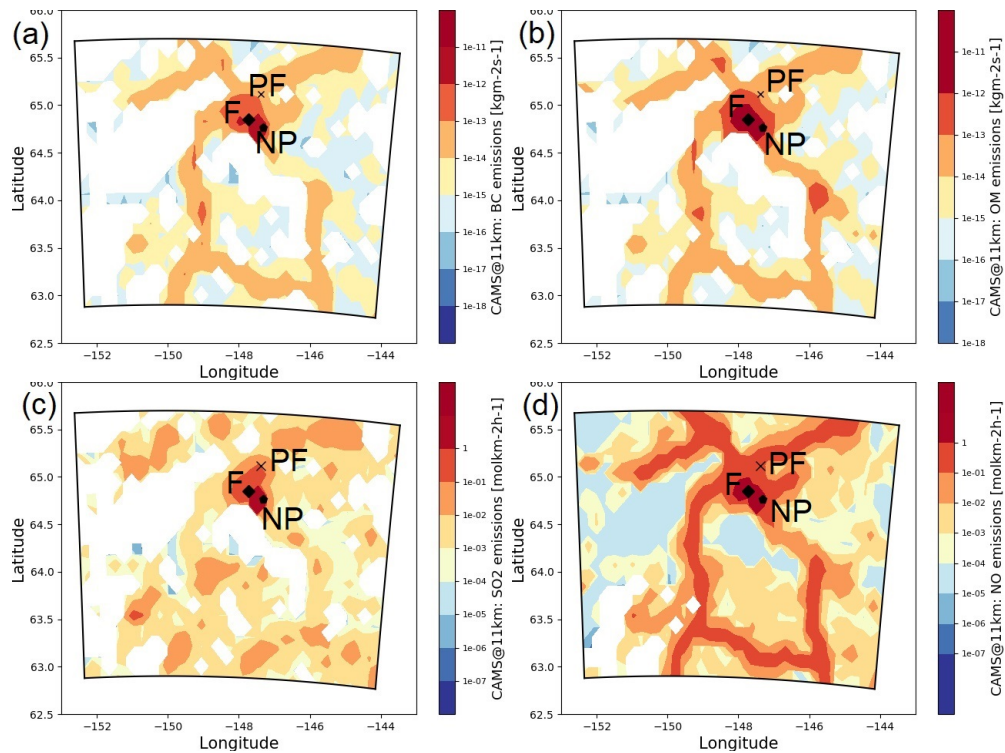 (a)
65.5
65.0
64.5
64.0
63.5
63.0
62.5
Latitude
−152
−150
−148
−146
−144
Longitude
PF
F
NP
1e-11
1e-12
1e-13
1e-14
1e-15
1e-16
1e-17
1e-18
CAMS@11km: BC emissions [kgm-2s-1]
(b)
65.5
65.0
64.5
64.0
63.5
63.0
62.5
Latitude
−152
−150
−148
−146
−144
Longitude
PF
F
NP
1e-11
1e-12
1e-13
1e-14
1e-15
1e-16
1e-17
1e-18
CAMS@11km: OM emissions [kgm-2s-1]
(c)
66.0
65.5
65.0
64.5
64.0
63.5
63.0
62.5
Latitude
−152
−150
−148
−146
−144
Longitude
PF
F
NP
1
1e-01
1e-02
1e-03
1e-04
1e-05
1e-06
1e-07
CAMS@11km: SO2 emissions [molkm-2h-1]
(d)
66.0
65.5
65.0
64.5
64.0
63.5
63.0
62.5
Latitude
−152
−150
−148
−146
−144
Longitude
PF
F
NP
1
1e-01
1e-02
1e-03
1e-04
1e-05
1e-06
1e-07
CAMS@11km: NO emissions [molkm-2h-1]